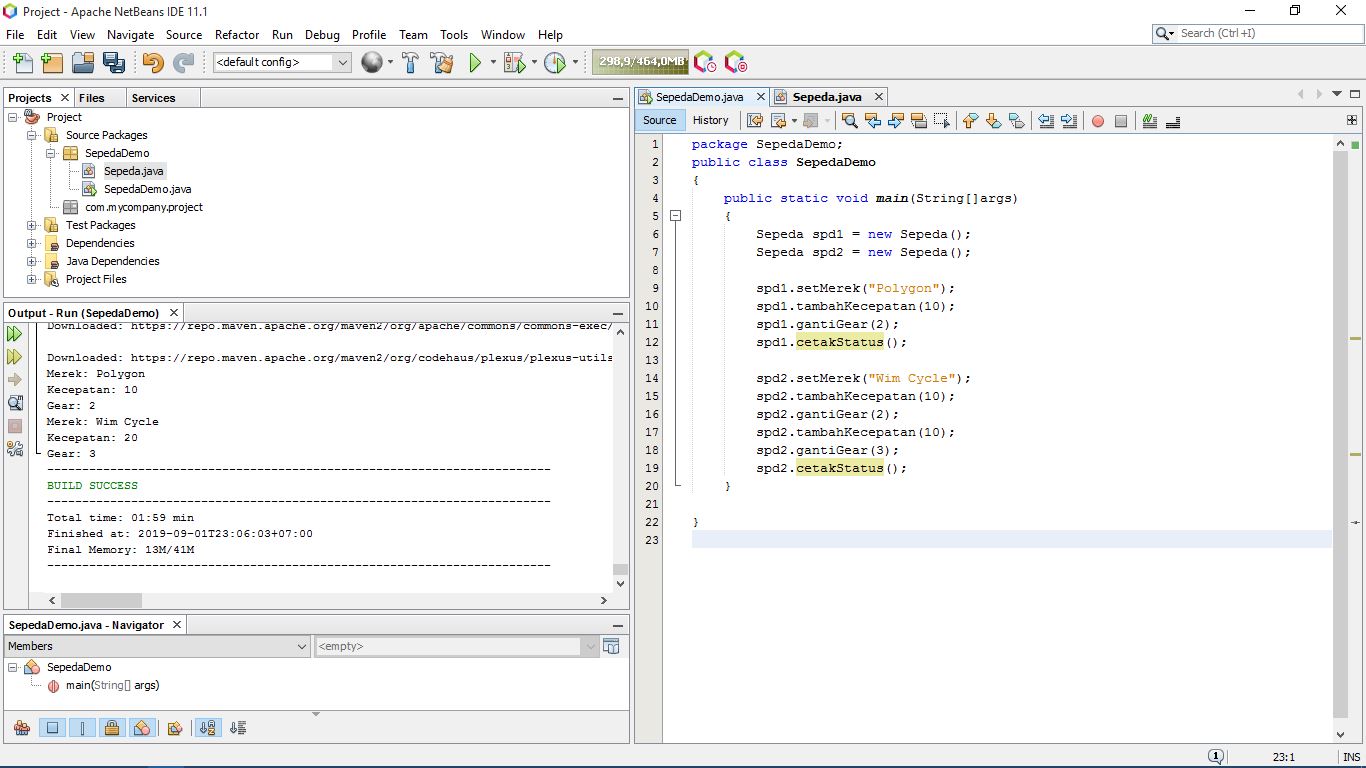 Project - Apache NetBeans IDE 11.1
File Edit View Navigate Source Refactor Run Debug Profile Team Tools Window Help
Search (Ctrl+I)
<default config>
298,9/464,0MB
Projects Files Services
Project
Source Packages
SepedaDemo
Sepeda.java
SepedaDemo.java
com.mycompany.project
Test Packages
Dependencies
Java Dependencies
Project Files
Output - Run (SepedaDemo)
Downloaded: https://repo.maven.apache.org/maven2/org/apache/commons/commons-exec/
Downloaded: https://repo.maven.apache.org/maven2/org/codehaus/plexus/plexus-utils
Merek: Polygon
Kecepatan: 10
Gear: 2
Merek: Wim Cycle
Kecepatan: 20
Gear: 3
------------------------------------------------------------------------
BUILD SUCCESS
------------------------------------------------------------------------
Total time: 01:59 min
Finished at: 2019-09-01T23:06:03+07:00
Final Memory: 13M/41M
------------------------------------------------------------------------
SepedaDemo.java - Navigator
Members <empty>
SepedaDemo
main(String[] args)
SepedaDemo.java Sepeda.java
Source History
1 package SepedaDemo;
2 public class SepedaDemo
3 {
4 public static void main(String[]args)
5 {
6 Sepeda spd1 = new Sepeda();
7 Sepeda spd2 = new Sepeda();
8
9 spd1.setMerek("Polygon");
10 spd1.tambahKecepatan(10);
11 spd1.gantiGear(2);
12 spd1.cetakStatus();
13
14 spd2.setMerek("Wim Cycle");
15 spd2.tambahKecepatan(10);
16 spd2.gantiGear(2);
17 spd2.tambahKecepatan(10);
18 spd2.gantiGear(3);
19 spd2.cetakStatus();
20 }
21
22 }
23
1 23:1 INS